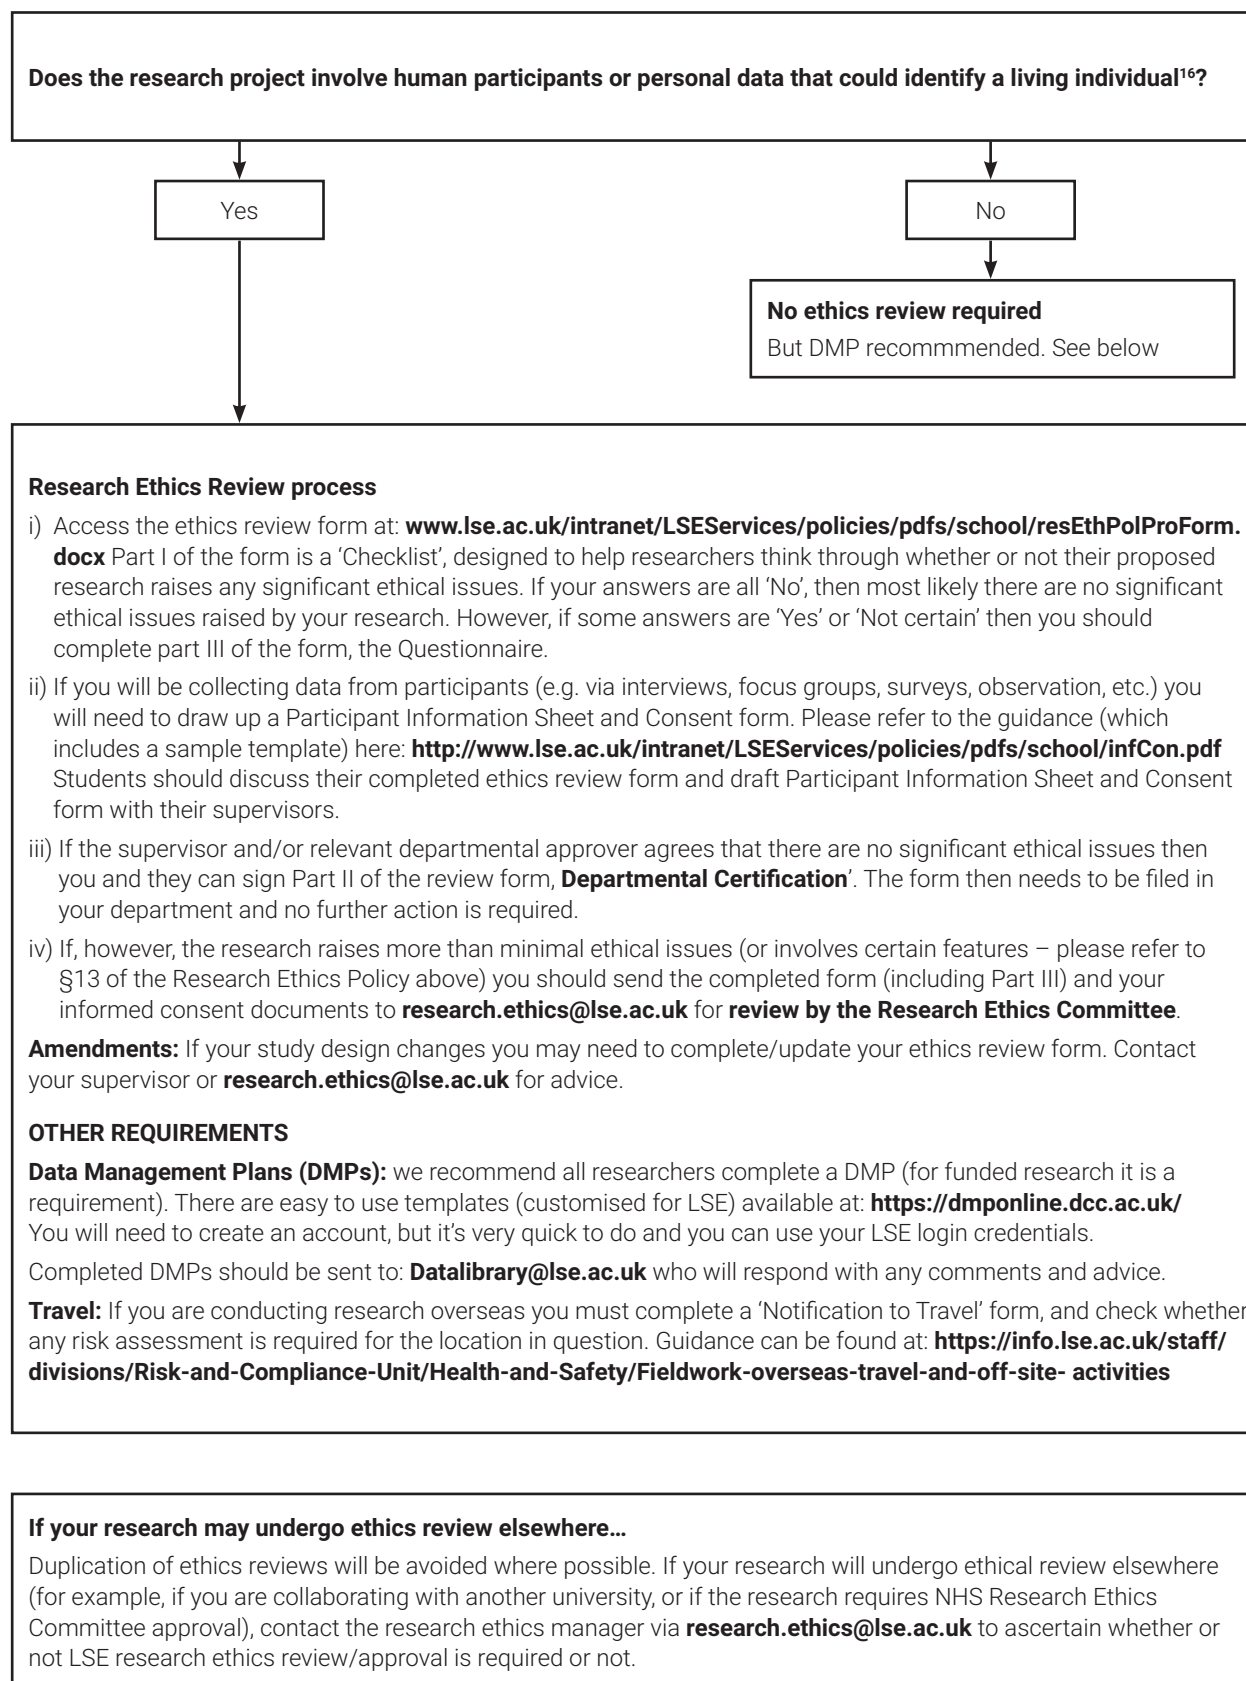 Does the research project involve human participants or personal data that could identify a living individual¹⁶?
Yes
No
No ethics review required
But DMP recommmended. See below
Research Ethics Review process
i) Access the ethics review form at: www.lse.ac.uk/intranet/LSEServices/policies/pdfs/school/resEthPolProForm.
docx Part I of the form is a ‘Checklist’, designed to help researchers think through whether or not their proposed
research raises any significant ethical issues. If your answers are all ‘No’, then most likely there are no significant
ethical issues raised by your research. However, if some answers are ‘Yes’ or ‘Not certain’ then you should
complete part III of the form, the Questionnaire.
ii) If you will be collecting data from participants (e.g. via interviews, focus groups, surveys, observation, etc.) you
will need to draw up a Participant Information Sheet and Consent form. Please refer to the guidance (which
includes a sample template) here: http://www.lse.ac.uk/intranet/LSEServices/policies/pdfs/school/infCon.pdf
Students should discuss their completed ethics review form and draft Participant Information Sheet and Consent
form with their supervisors.
iii) If the supervisor and/or relevant departmental approver agrees that there are no significant ethical issues then
you and they can sign Part II of the review form, Departmental Certification’. The form then needs to be filed in
your department and no further action is required.
iv) If, however, the research raises more than minimal ethical issues (or involves certain features – please refer to
§13 of the Research Ethics Policy above) you should send the completed form (including Part III) and your
informed consent documents to research.ethics@lse.ac.uk for review by the Research Ethics Committee.
Amendments: If your study design changes you may need to complete/update your ethics review form. Contact
your supervisor or research.ethics@lse.ac.uk for advice.
OTHER REQUIREMENTS
Data Management Plans (DMPs): we recommend all researchers complete a DMP (for funded research it is a
requirement). There are easy to use templates (customised for LSE) available at: https://dmponline.dcc.ac.uk/
You will need to create an account, but it’s very quick to do and you can use your LSE login credentials.
Completed DMPs should be sent to: Datalibrary@lse.ac.uk who will respond with any comments and advice.
Travel: If you are conducting research overseas you must complete a ‘Notification to Travel’ form, and check whether
any risk assessment is required for the location in question. Guidance can be found at: https://info.lse.ac.uk/staff/
divisions/Risk-and-Compliance-Unit/Health-and-Safety/Fieldwork-overseas-travel-and-off-site- activities
If your research may undergo ethics review elsewhere…
Duplication of ethics reviews will be avoided where possible. If your research will undergo ethical review elsewhere
(for example, if you are collaborating with another university, or if the research requires NHS Research Ethics
Committee approval), contact the research ethics manager via research.ethics@lse.ac.uk to ascertain whether or
not LSE research ethics review/approval is required or not.